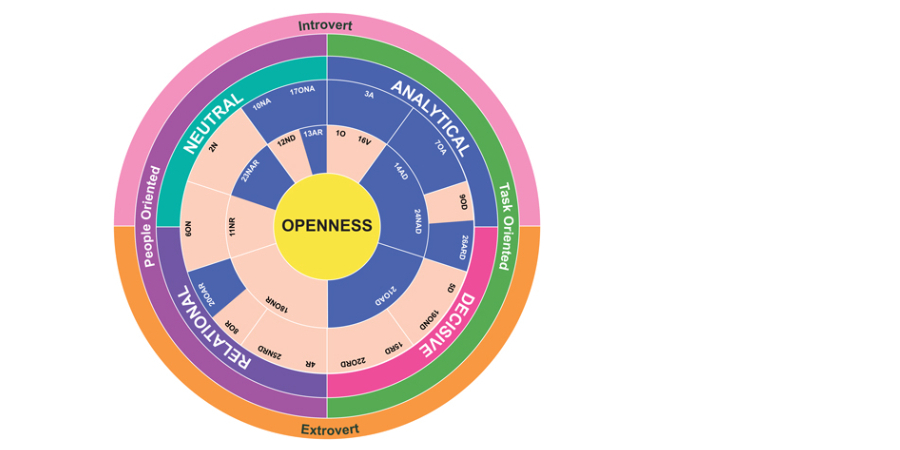 Introvert
Extrovert
People Oriented
Task Oriented
NEUTRAL
ANALYTICAL
DECISIVE
RELATIONAL
OPENNESS
10NA
17ONA
3A
7OA
9OD
26ARD
5D
19OND
15RD
22ORD
4R
25NRD
8OR
20OAR
6ON
2N
23NAR
12ND
13AR
1O
16V
14AD
24NAD
21OAD
18ONR
11NR